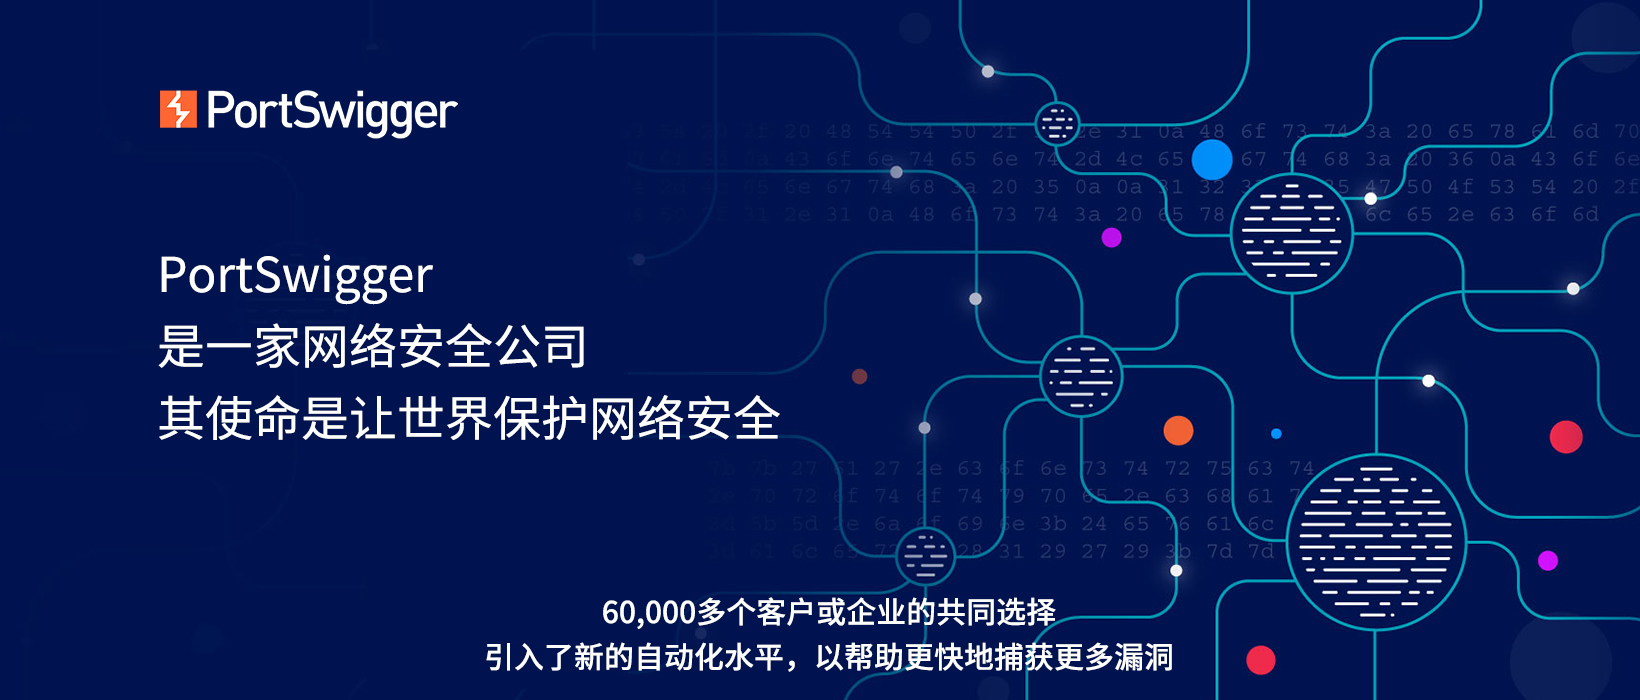 PortSwigger
PortSwigger
是一家网络安全公司
其使命是让世界保护网络安全
60,000多个客户或企业的共同选择
引入了新的自动化水平，以帮助更快地捕获更多漏洞